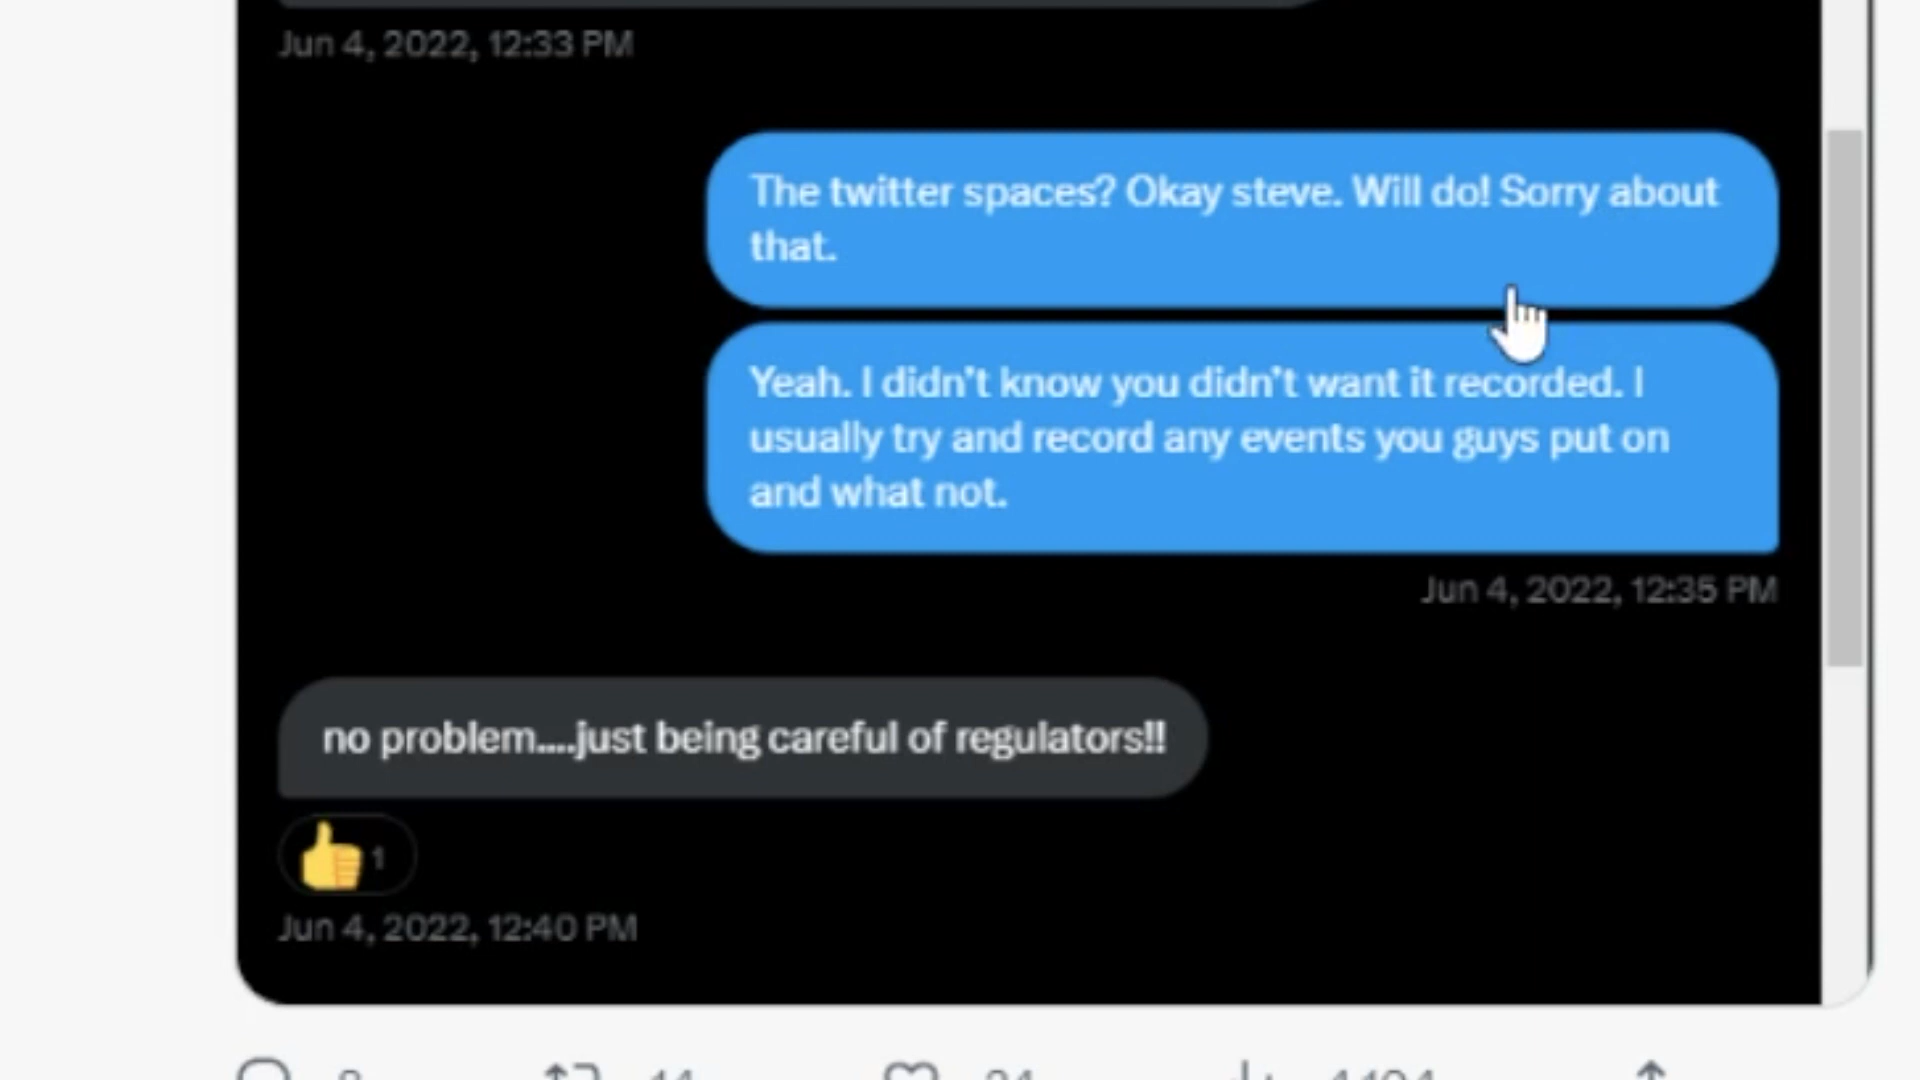 Jun 4, 2022, 12:33 PM
The twitter spaces? Okay steve. Will do! Sorry about
that.
Yeah. I didn't know you didn't want it recorded. I
usually try and record any events you guys put on
and what not.
Jun 4, 2022, 12:35 PM
no problem....just being careful of regulators!!
1
Jun 4, 2022, 12:40 PM